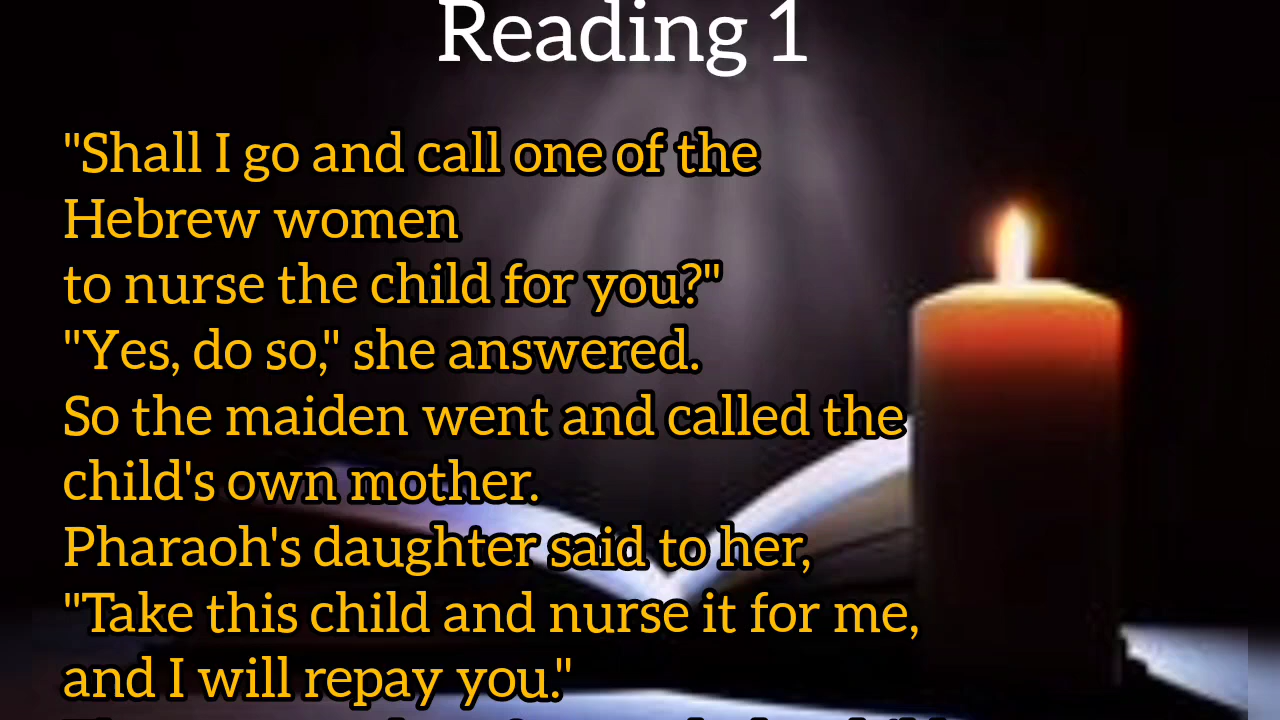 Reading 1
"Shall I go and call one of the
Hebrew women
to nurse the child for you?"
"Yes, do so," she answered.
So the maiden went and called the
child's own mother.
Pharaoh's daughter said to her,
"Take this child and nurse it for me,
and I will repay you."